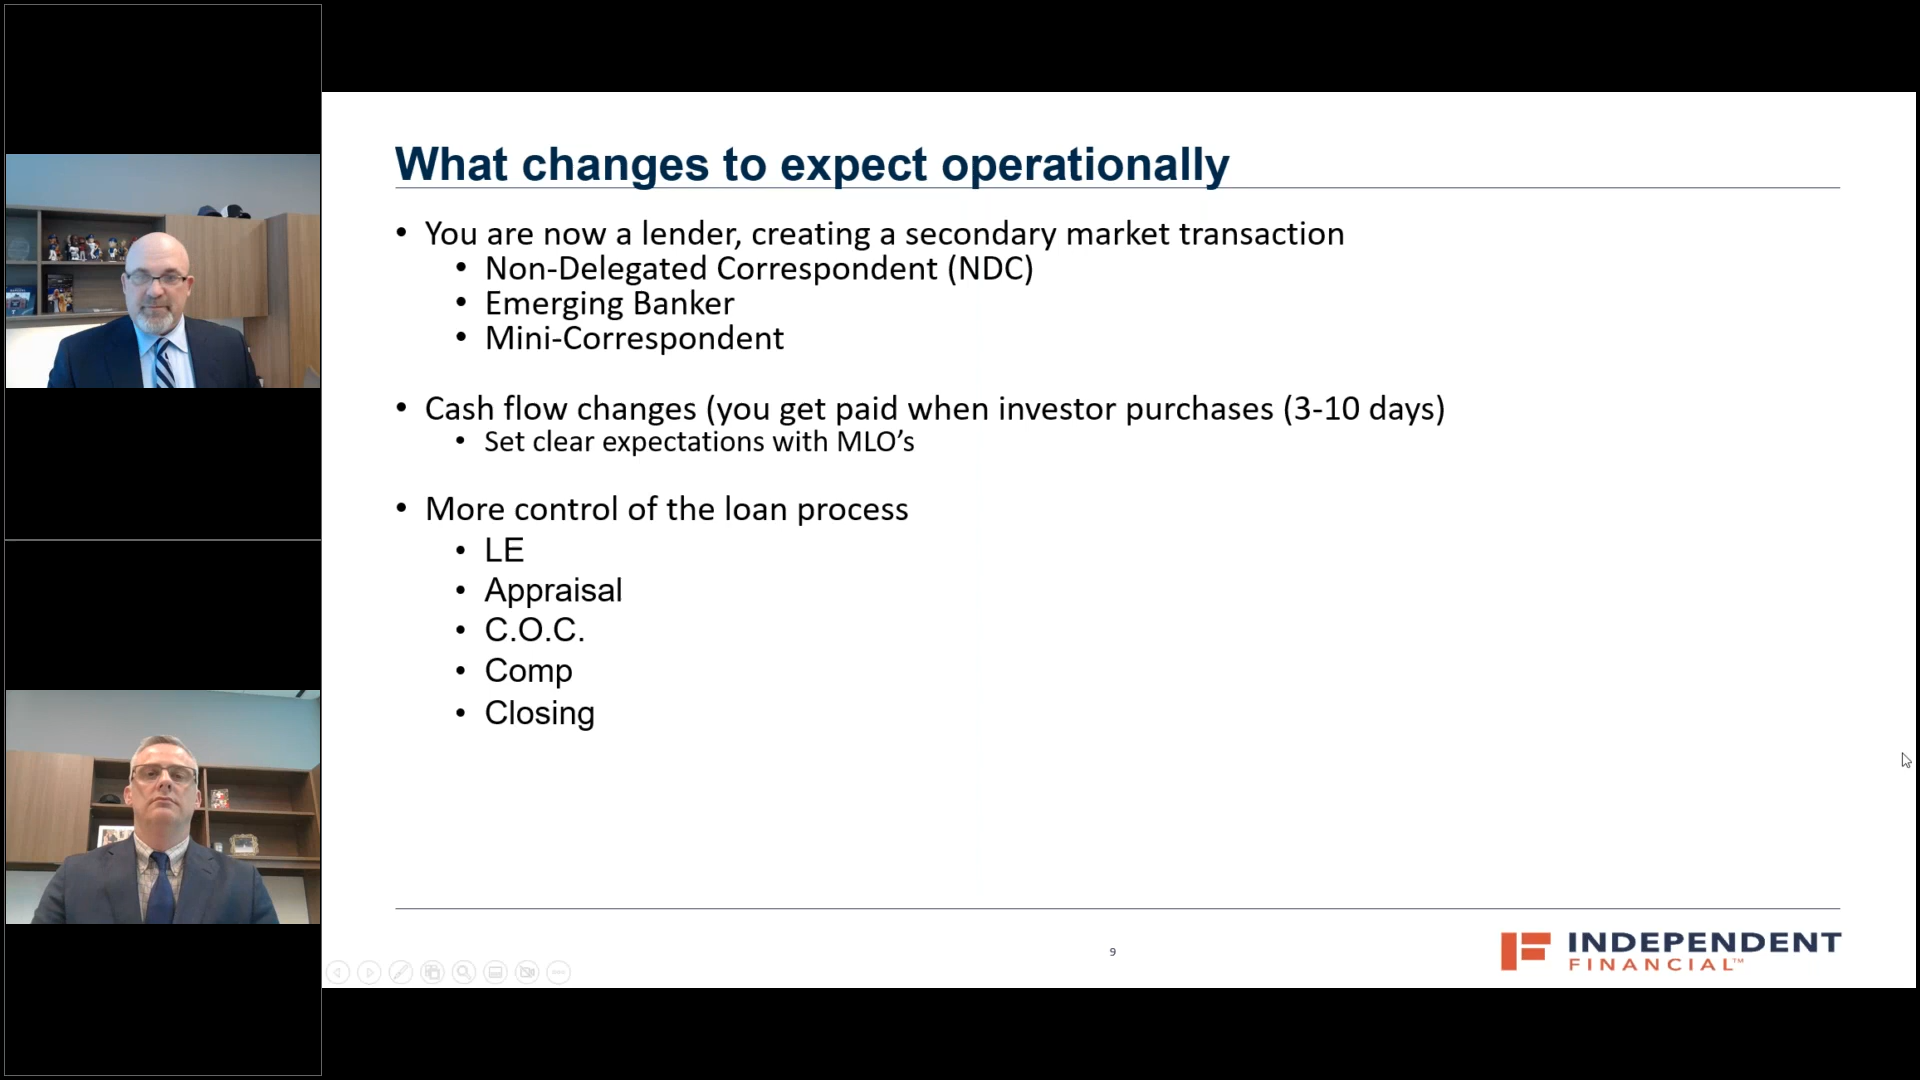 What changes to expect operationally
• You are now a lender, creating a secondary market transaction
• Non-Delegated Correspondent (NDC)
• Emerging Banker
• Mini-Correspondent
• Cash flow changes (you get paid when investor purchases (3-10 days)
• Set clear expectations with MLO’s
• More control of the loan process
• LE
• Appraisal
• C.O.C.
• Comp
• Closing
9
INDEPENDENT
FINANCIAL™